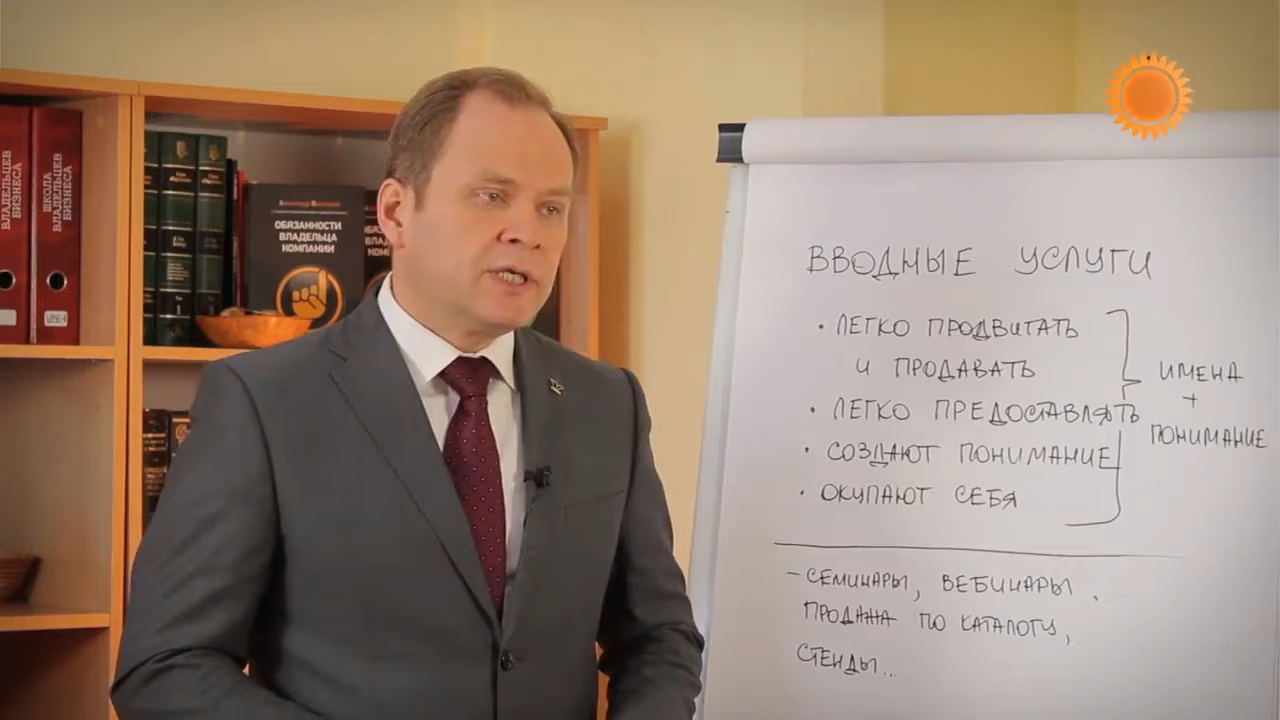 ВЛАДЕЛЬЦЕВ
БИЗНЕСА
ШКОЛА
ВЛАДЕЛЬЦЕВ
БИЗНЕСА
ОБЯЗАННОСТИ
ВЛАДЕЛЬЦА
КОМПАНИИ
ВВОДНЫЕ УСЛУГИ
• ЛЕГКО ПРОДВИГАТЬ
И ПРОДАВАТЬ
• ЛЕГКО ПРЕДОСТАВЛЯТЬ
• СОЗДАЮТ ПОНИМАНИЕ
• ОКУПАЮТ СЕБЯ
ИМЕНА
+
ПОНИМАНИЕ
– СЕМИНАРЫ, ВЕБИНАРЫ,
ПРОДАЖА ПО КАТАЛОГУ,
СТЕНДЫ...